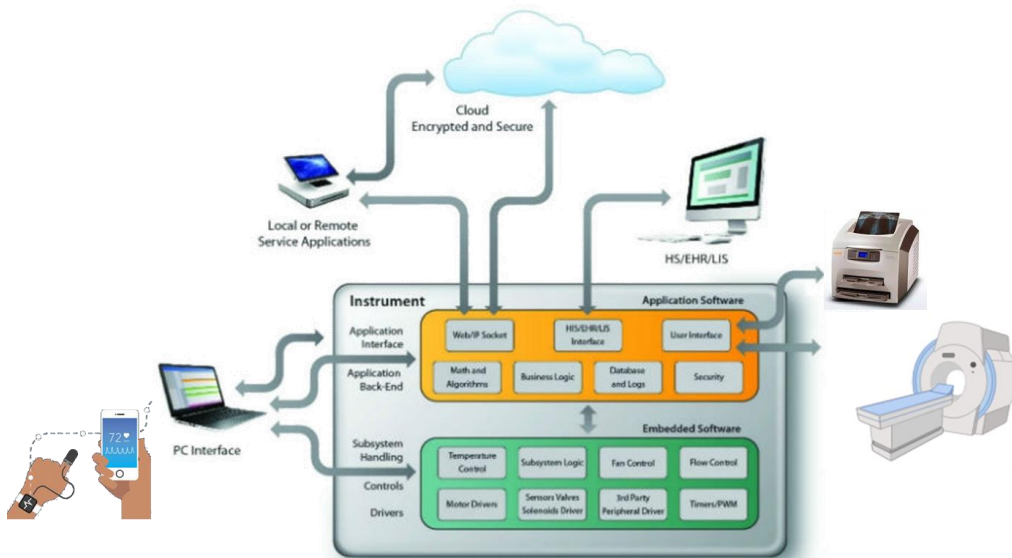 Cloud
Encrypted and Secure
Local or Remote
Service Applications
HS/EHR/LIS
Instrument
Application Software
Application
Interface
Web/IP Socket
HIS/EHR/LIS
Interface
User Interface
Application
Back-End
Math and
Algorithms
Business Logic
Database
and Logs
Security
PC Interface
72
Embedded Software
Subsystem
Handling
Temperature
Control
Subsystem Logic
Fan Control
Flow Control
Controls
Drivers
Motor Drivers
Sensors Valves
Solenoids Driver
3rd Party
Peripheral Driver
Timers/PWM